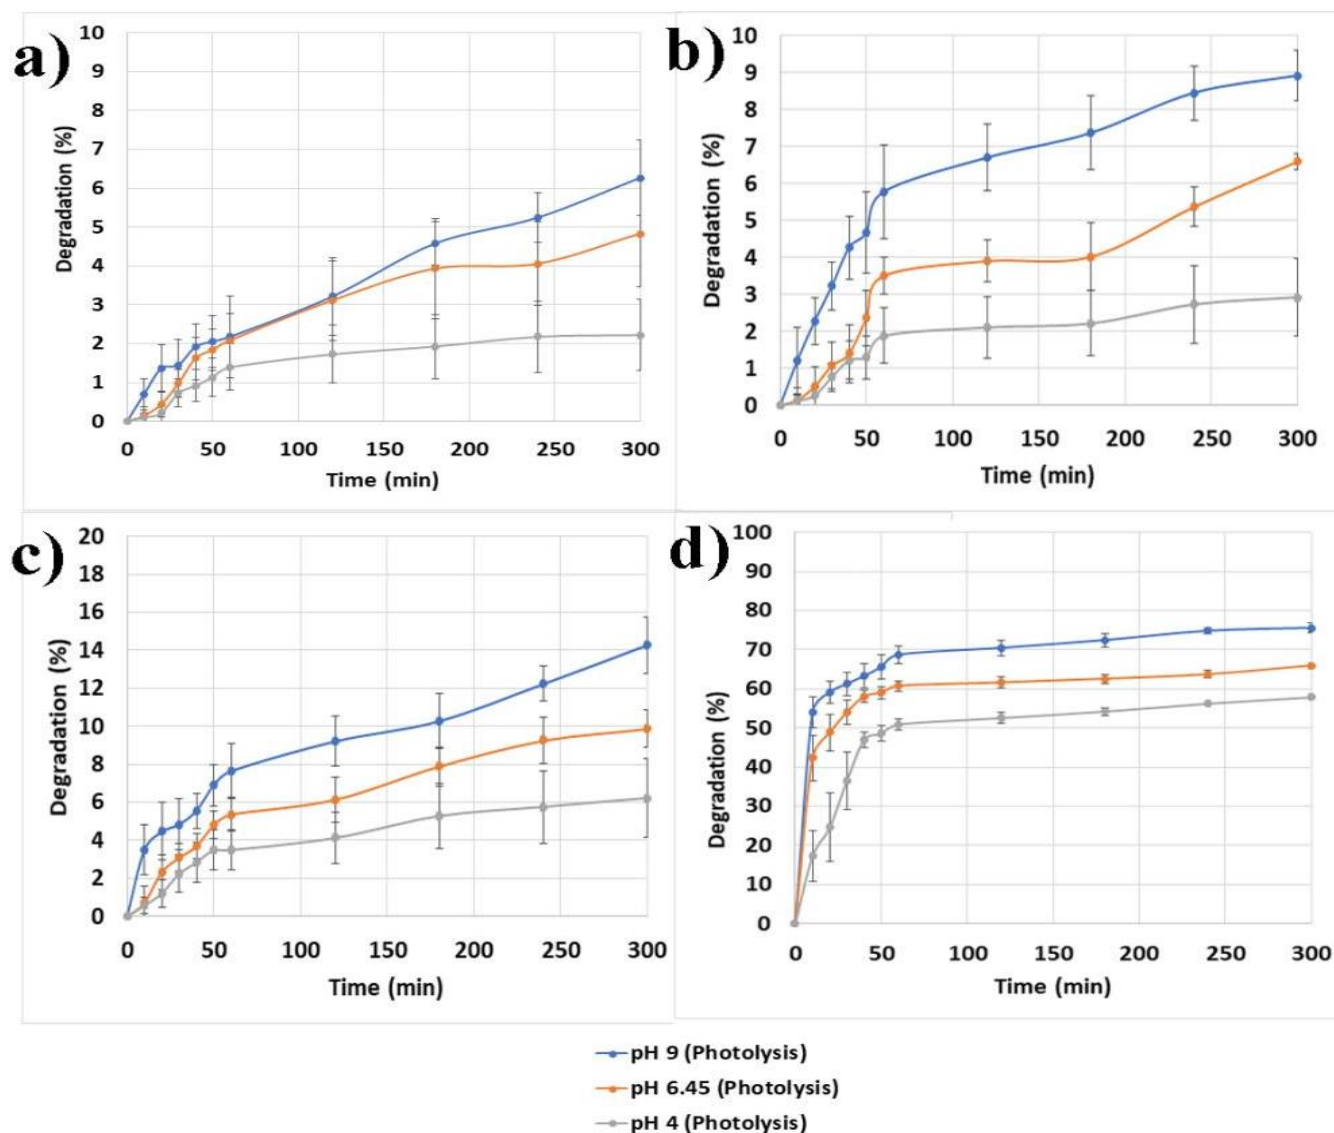 a)
10
9
8
7
6
5
4
3
2
1
0
Degradation (%)
0 50 100 150 200 250 300
Time (min)
b)
10
9
8
7
6
5
4
3
2
1
0
Degradation (%)
0 50 100 150 200 250 300
Time (min)
c)
20
18
16
14
12
10
8
6
4
2
0
Degradation (%)
0 50 100 150 200 250 300
Time (min)
d)
100
90
80
70
60
50
40
30
20
10
0
Degradation (%)
0 50 100 150 200 250 300
Time (min)
pH 9 (Photolysis)
pH 6.45 (Photolysis)
pH 4 (Photolysis)